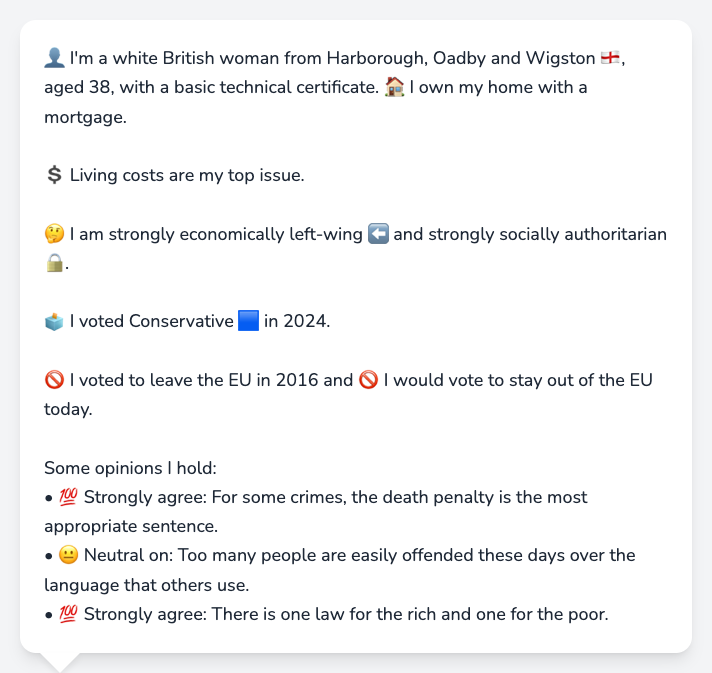 👤 I'm a white British woman from Harborough, Oadby and Wigston 🏴󠁧󠁢󠁥󠁮󠁧󠁿,
aged 38, with a basic technical certificate. 🏠 I own my home with a
mortgage.
💲 Living costs are my top issue.
🤔 I am strongly economically left-wing ⬅️ and strongly socially authoritarian
🔒.
🗳️ I voted Conservative 🟦 in 2024.
🚫 I voted to leave the EU in 2016 and 🚫 I would vote to stay out of the EU
today.
Some opinions I hold:
• 💯 Strongly agree: For some crimes, the death penalty is the most
appropriate sentence.
• 😐 Neutral on: Too many people are easily offended these days over the
language that others use.
• 💯 Strongly agree: There is one law for the rich and one for the poor.